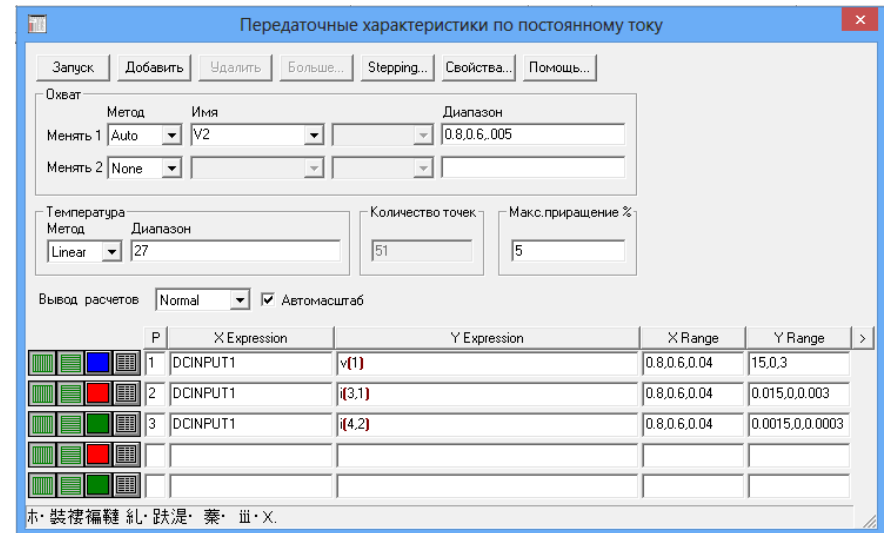 Передаточные характеристики по постоянному току
Запуск Добавить Удалить Больше... Stepping... Свойства... Помощь...
Охват
Метод Имя Диапазон
Менять 1 Auto V2 0.8,0.6,.005
Менять 2 None
Температура Количество точек Макс.приращение %
Метод Диапазон
Linear 27 51 5
Вывод расчетов Normal Автомасштаб
P X Expression Y Expression X Range Y Range >
1 DCINPUT1 v(1) 0.8,0.6,0.04 15,0,3
2 DCINPUT1 i(3,1) 0.8,0.6,0.04 0.015,0,0.003
3 DCINPUT1 i(4,2) 0.8,0.6,0.04 0.0015,0,0.0003